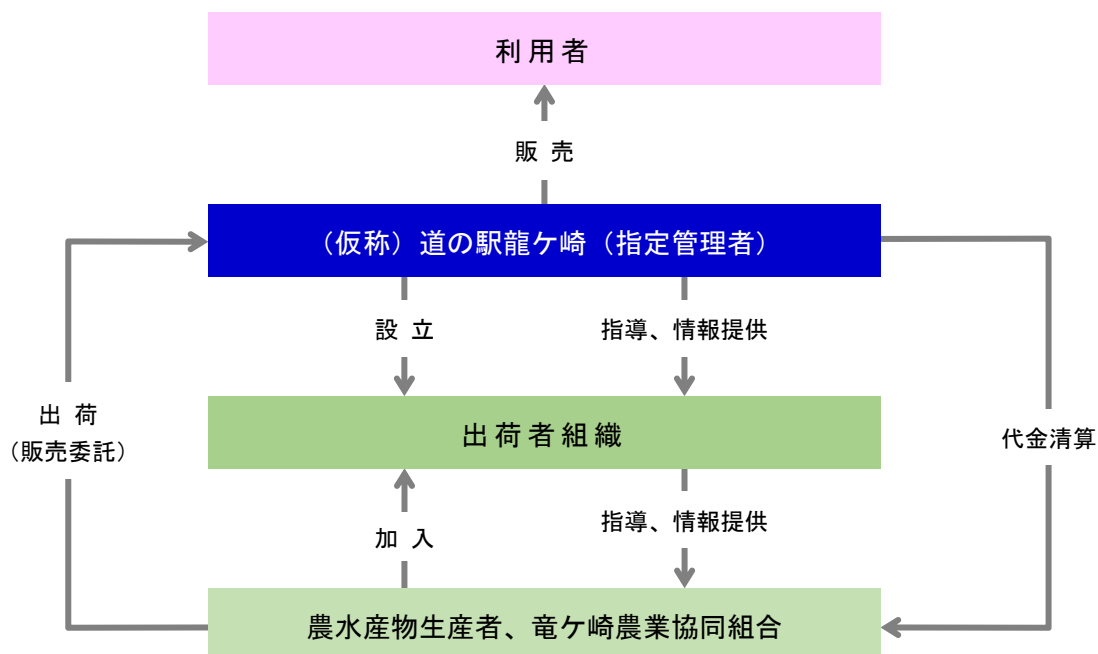 利用者
販 売
（仮称）道の駅龍ケ崎（指定管理者）
設 立
指導、情報提供
出 荷
（販売委託）
出荷者組織
代金清算
加 入
指導、情報提供
農水産物生産者、竜ケ崎農業協同組合